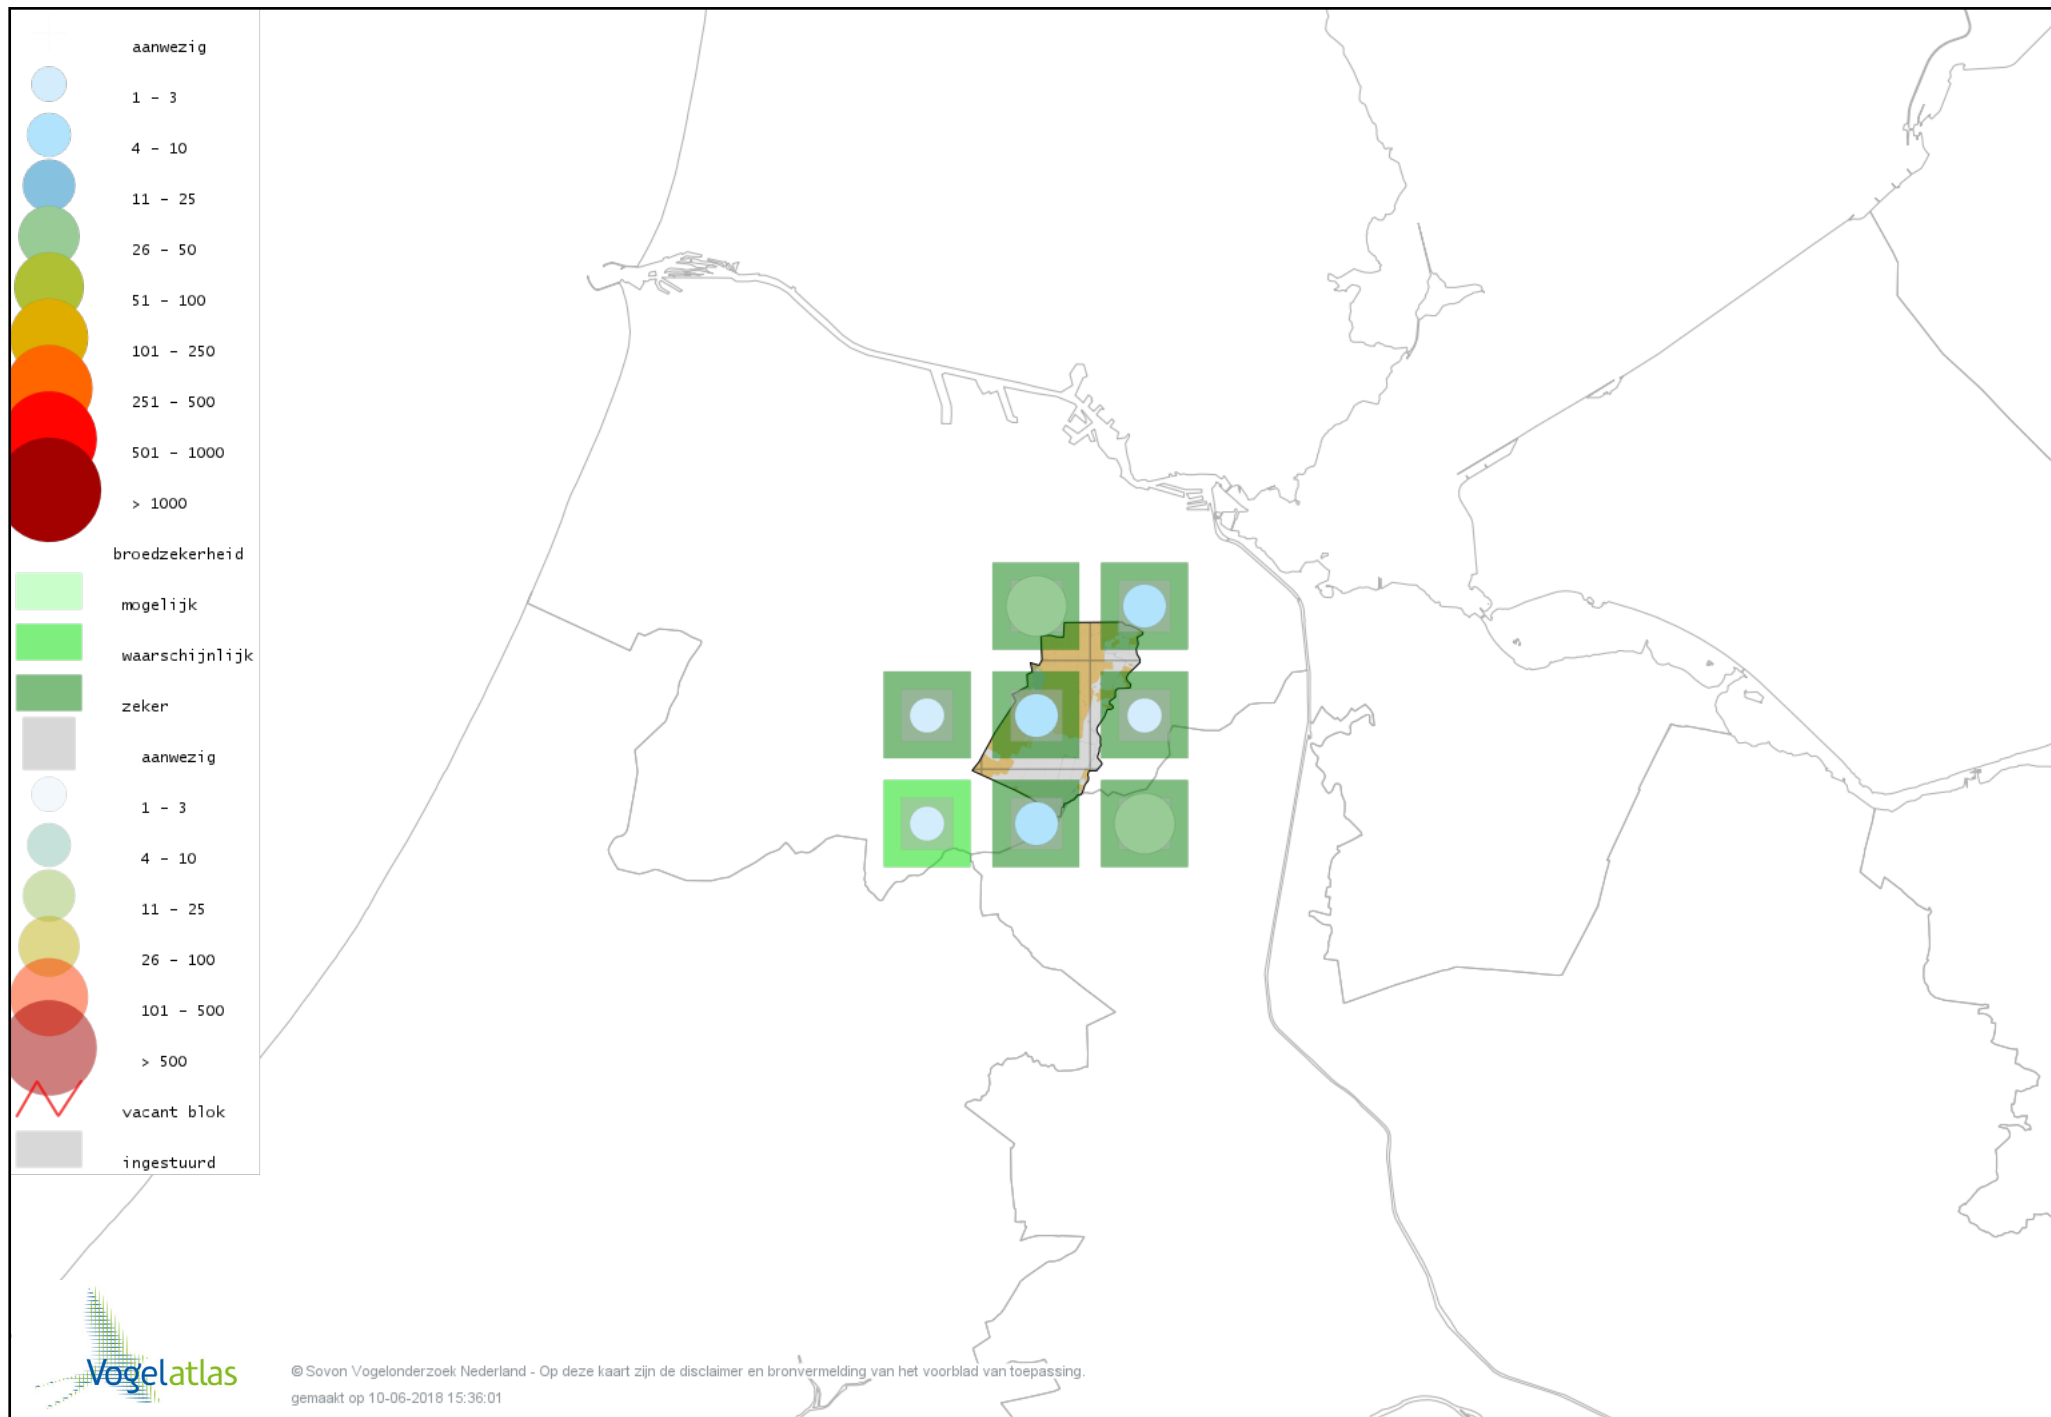 aanwezig
1 - 3
4 - 10
11 - 25
26 - 50
51 - 100
101 - 250
251 - 500
501 - 1000
> 1000
broedzekerheid
mogelijk
waarschijnlijk
zeker
aanwezig
1 - 3
4 - 10
11 - 25
26 - 100
101 - 500
> 500
vacant blok
ingestuurd
Vogelatlas
© Sovon Vogelonderzoek Nederland - Op deze kaart zijn de disclaimer en bronvermelding van het voorblad van toepassing.
gemaakt op 10-06-2018 15:36:01